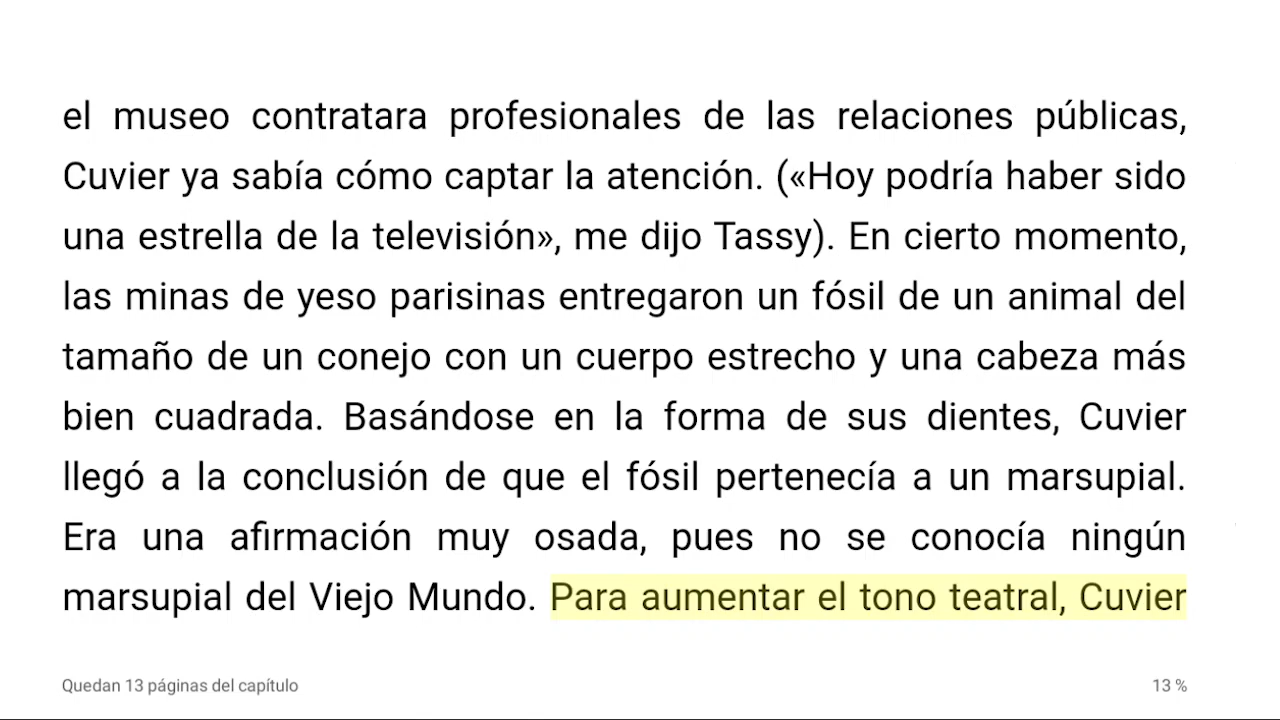 el museo contratara profesionales de las relaciones públicas,
Cuvier ya sabía cómo captar la atención. («Hoy podría haber sido
una estrella de la televisión», me dijo Tassy). En cierto momento,
las minas de yeso parisinas entregaron un fósil de un animal del
tamaño de un conejo con un cuerpo estrecho y una cabeza más
bien cuadrada. Basándose en la forma de sus dientes, Cuvier
llegó a la conclusión de que el fósil pertenecía a un marsupial.
Era una afirmación muy osada, pues no se conocía ningún
marsupial del Viejo Mundo. Para aumentar el tono teatral, Cuvier
Quedan 13 páginas del capítulo
13 %